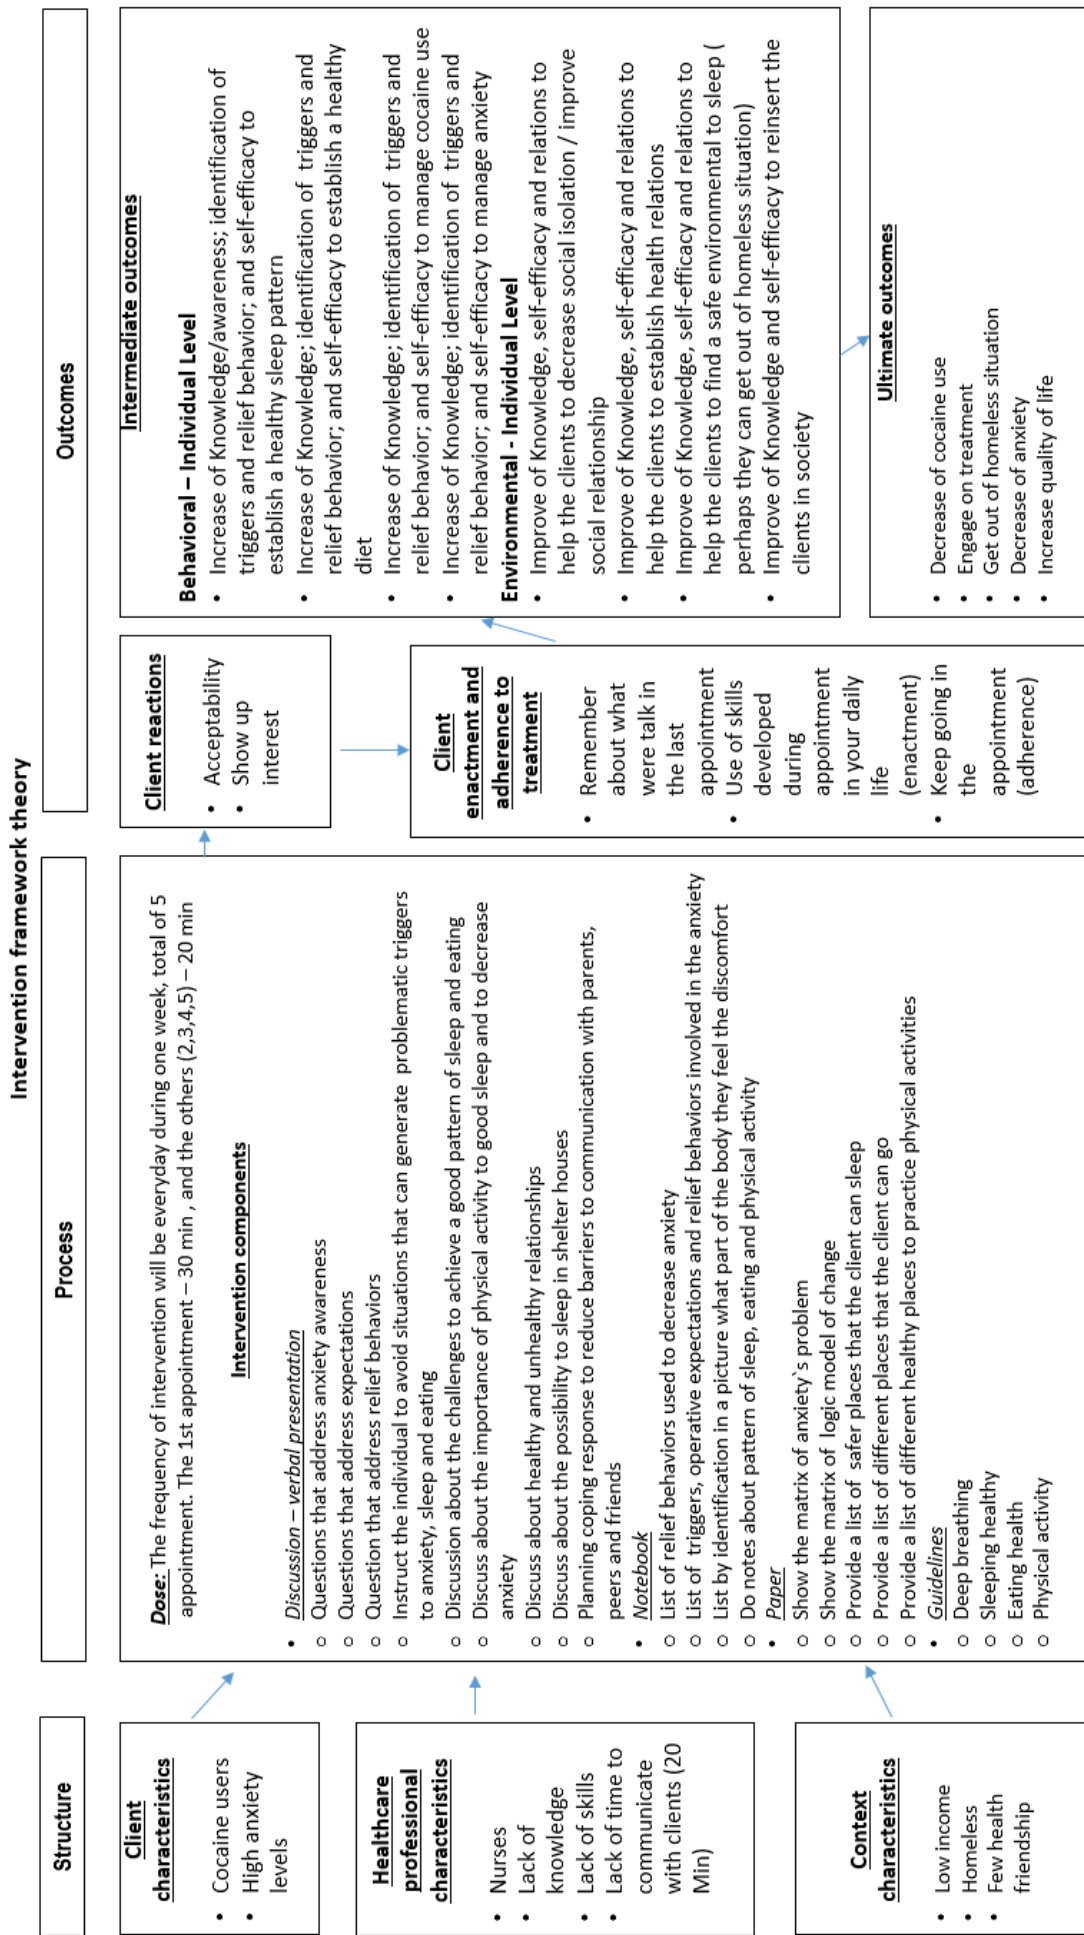 Intervention framework theory
Structure
Process
Outcomes
Client
characteristics
• Cocaine users
• High anxiety
levels
Healthcare
professional
characteristics
• Nurses
• Lack of
knowledge
• Lack of skills
• Lack of time to
communicate
with clients (20
Min)
Context
characteristics
• Low income
• Homeless
• Few health
friendship
Dose: The frequency of intervention will be everyday during one week, total of 5
appointment. The 1st appointment – 30 min , and the others (2,3,4,5) – 20 min
Intervention components
• Discussion – verbal presentation
o Questions that address anxiety awareness
o Questions that address expectations
o Question that address relief behaviors
o Instruct the individual to avoid situations that can generate problematic triggers
to anxiety, sleep and eating
o Discussion about the challenges to achieve a good pattern of sleep and eating
o Discuss about the importance of physical activity to good sleep and to decrease
anxiety
o Discuss about healthy and unhealthy relationships
o Discuss about the possibility to sleep in shelter houses
o Planning coping response to reduce barriers to communication with parents,
peers and friends
• Notebook
o List of relief behaviors used to decrease anxiety
o List of triggers, operative expectations and relief behaviors involved in the anxiety
o List by identification in a picture what part of the body they feel the discomfort
o Do notes about pattern of sleep, eating and physical activity
• Paper
o Show the matrix of anxiety`s problem
o Show the matrix of logic model of change
o Provide a list of safer places that the client can sleep
o Provide a list of different places that the client can go
o Provide a list of different healthy places to practice physical activities
• Guidelines
o Deep breathing
o Sleeping healthy
o Eating health
o Physical activity
Client reactions
• Acceptability
• Show up
interest
Client
enactment and
adherence to
treatment
• Remember
about what
were talk in
the last
appointment
• Use of skills
developed
during
appointment
in your daily
life
(enactment)
• Keep going in
the
appointment
(adherence)
Intermediate outcomes
Behavioral – Individual Level
• Increase of Knowledge/awareness; identification of
triggers and relief behavior; and self-efficacy to
establish a healthy sleep pattern
• Increase of Knowledge; identification of triggers and
relief behavior; and self-efficacy to establish a healthy
diet
• Increase of Knowledge; identification of triggers and
relief behavior; and self-efficacy to manage cocaine use
• Increase of Knowledge; identification of triggers and
relief behavior; and self-efficacy to manage anxiety
Environmental - Individual Level
• Improve of Knowledge, self-efficacy and relations to
help the clients to decrease social isolation / improve
social relationship
• Improve of Knowledge, self-efficacy and relations to
help the clients to establish health relations
• Improve of Knowledge, self-efficacy and relations to
help the clients to find a safe environmental to sleep (
perhaps they can get out of homeless situation)
• Improve of Knowledge and self-efficacy to reinsert the
clients in society
Ultimate outcomes
• Decrease of cocaine use
• Engage on treatment
• Get out of homeless situation
• Decrease of anxiety
• Increase quality of life